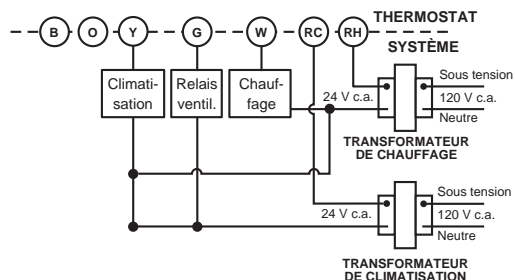 THERMOSTAT
B O Y G W RC RH
SYSTÈME
Climati-
sation
Relais
ventil.
Chauf-
fage
24 V c.a.
Sous tension
120 V c.a.
Neutre
TRANSFORMATEUR
DE CHAUFFAGE
24 V c.a.
Sous tension
120 V c.a.
Neutre
TRANSFORMATEUR
DE CLIMATISATION